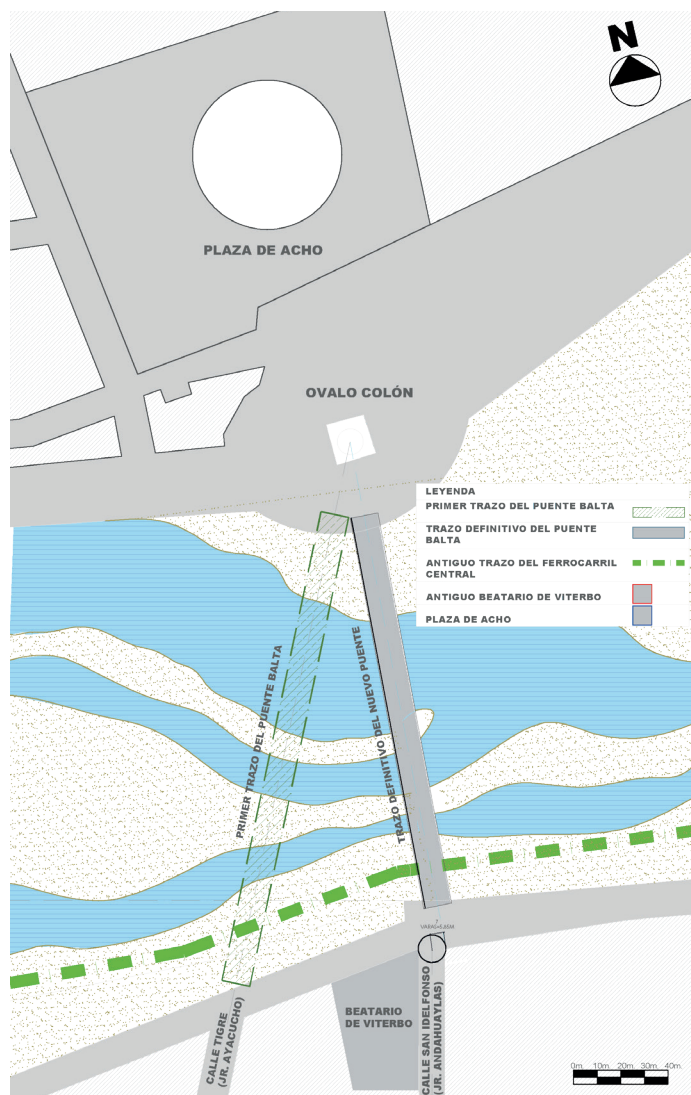 N
PLAZA DE ACHO
OVALO COLÓN
LEYENDA
PRIMER TRAZO DEL PUENTE BALTA
TRAZO DEFINITIVO DEL PUENTE
BALTA
ANTIGUO TRAZO DEL FERROCARRIL
CENTRAL
ANTIGUO BEATARIO DE VITERBO
PLAZA DE ACHO
PRIMER TRAZO DEL PUENTE BALTA
TRAZO DEFINITIVO DEL NUEVO PUENTE
BEATARIO
DE VITERBO
CALLE TIGRE
(JR. AYACUCHO)
CALLE SAN IDELFONSO
(JR. ANDAHUAYLAS)
0m. 10m. 20m. 30m. 40m.